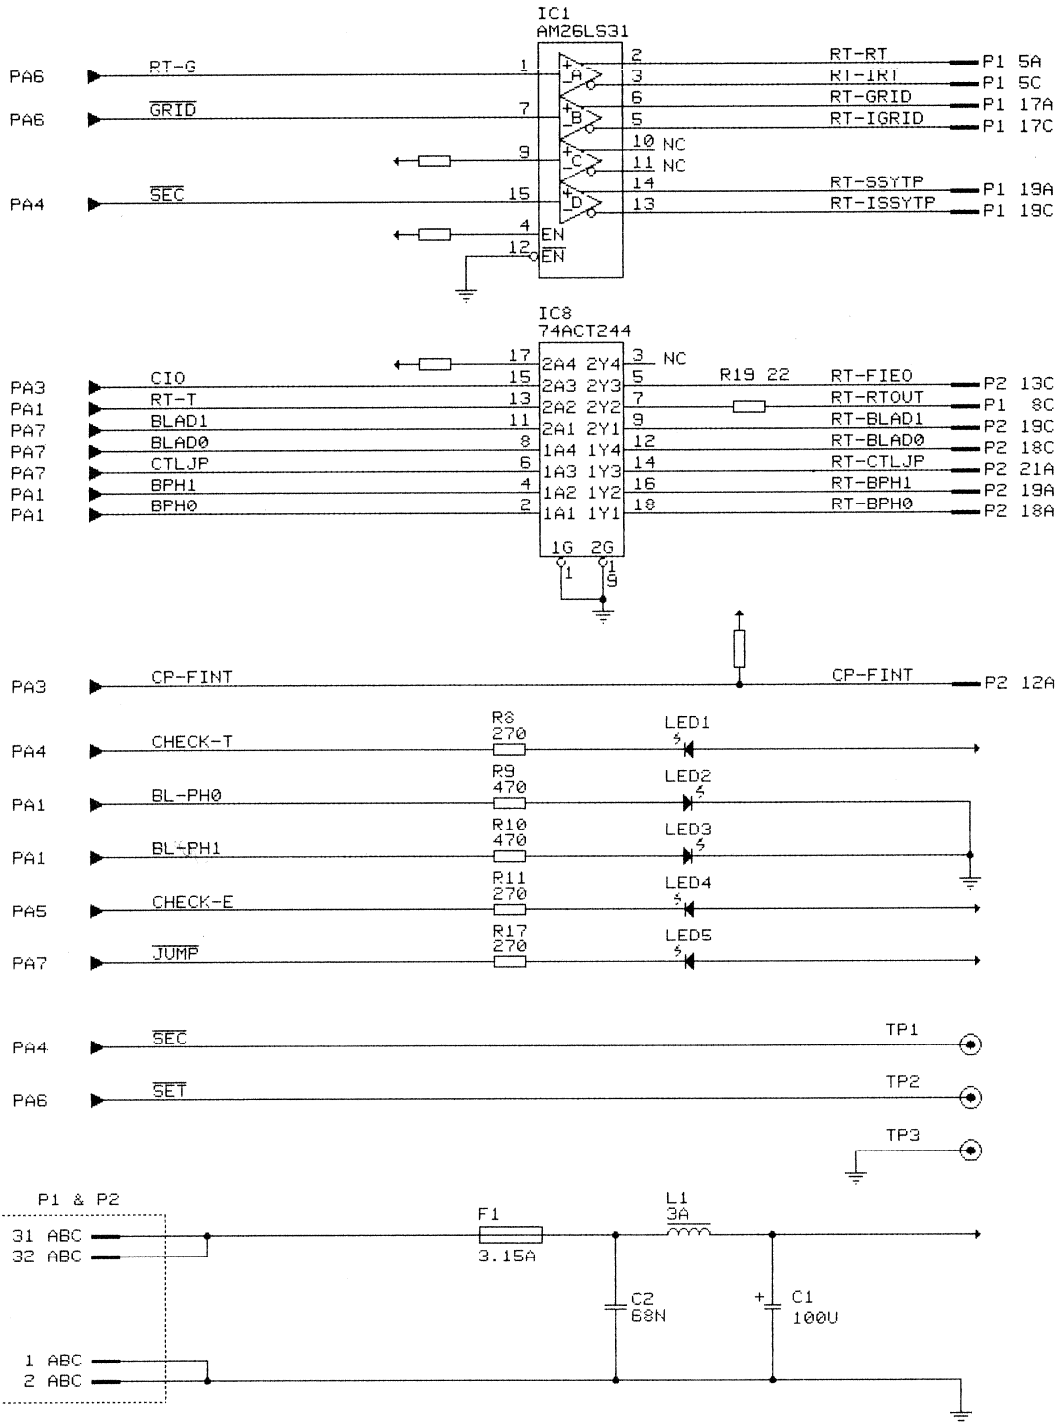 IC1
AM26LS31
PA6 RT-G 1 A 2 RT-RT P1 5A
3 RT-IRT P1 5C
PA6 GRID 7 B 6 RT-GRID P1 17A
5 RT-IGRID P1 17C
9 C 10 NC
11 NC
PA4 SEC 15 D 14 RT-SSYTP P1 19A
13 RT-ISSYTP P1 19C
4 EN
12 EN
IC8
74ACT244
17 2A4 2Y4 3 NC
PA3 CIO 15 2A3 2Y3 5 RT-FIEO P2 13C
PA1 RT-T 13 2A2 2Y2 7 R19 22 RT-RTOUT P1 8C
PA7 BLAD1 11 2A1 2Y1 9 RT-BLAD1 P2 19C
PA7 BLAD0 8 1A4 1Y4 12 RT-BLAD0 P2 18C
PA7 CTLJP 6 1A3 1Y3 14 RT-CTLJP P2 21A
PA1 BPH1 4 1A2 1Y2 16 RT-BPH1 P2 19A
PA1 BPH0 2 1A1 1Y1 18 RT-BPH0 P2 18A
1G 2G
1 19
PA3 CP-FINT CP-FINT P2 12A
PA4 CHECK-T R8 270 LED1
PA1 BL-PH0 R9 470 LED2
PA1 BL-PH1 R10 470 LED3
PA5 CHECK-E R11 270 LED4
PA7 JUMP R17 270 LED5
PA4 SEC TP1
PA6 SET TP2
TP3
P1 & P2
31 ABC
32 ABC
F1
3.15A
L1
3A
C2
68N
+ C1
100U
1 ABC
2 ABC